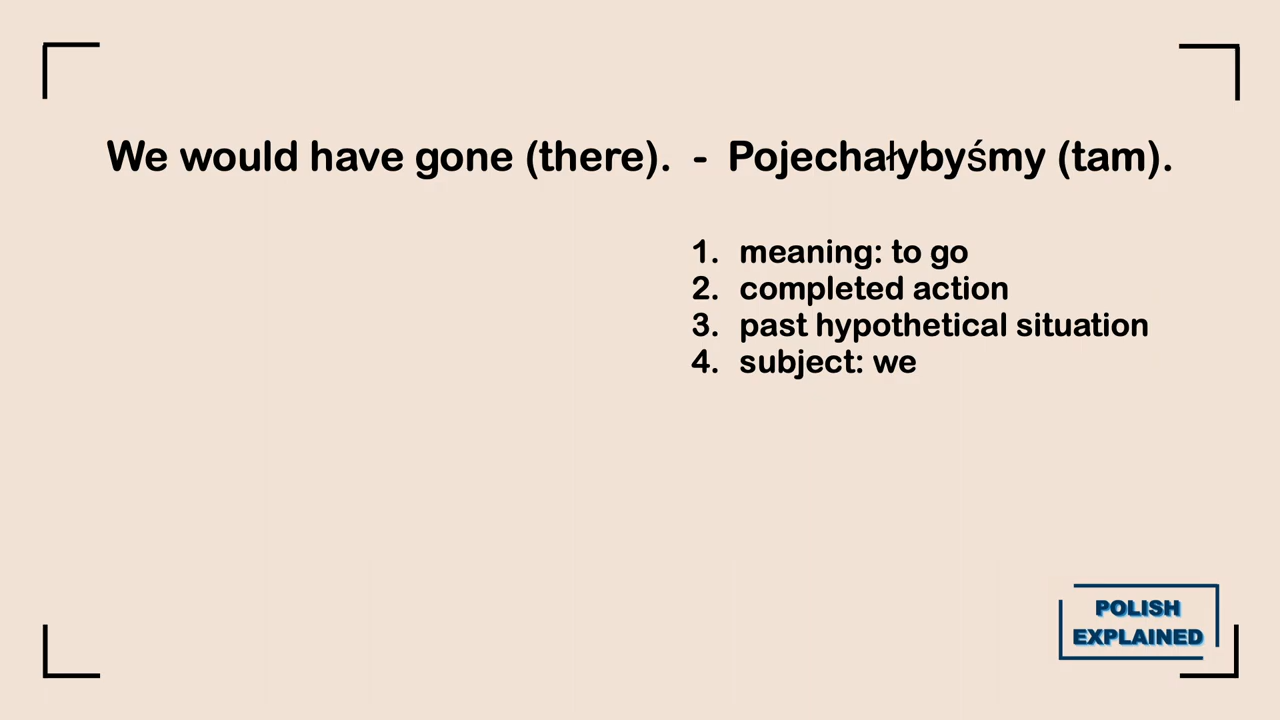 We would have gone (there). - Pojechałybyśmy (tam).
1. meaning: to go
2. completed action
3. past hypothetical situation
4. subject: we
POLISH
EXPLAINED